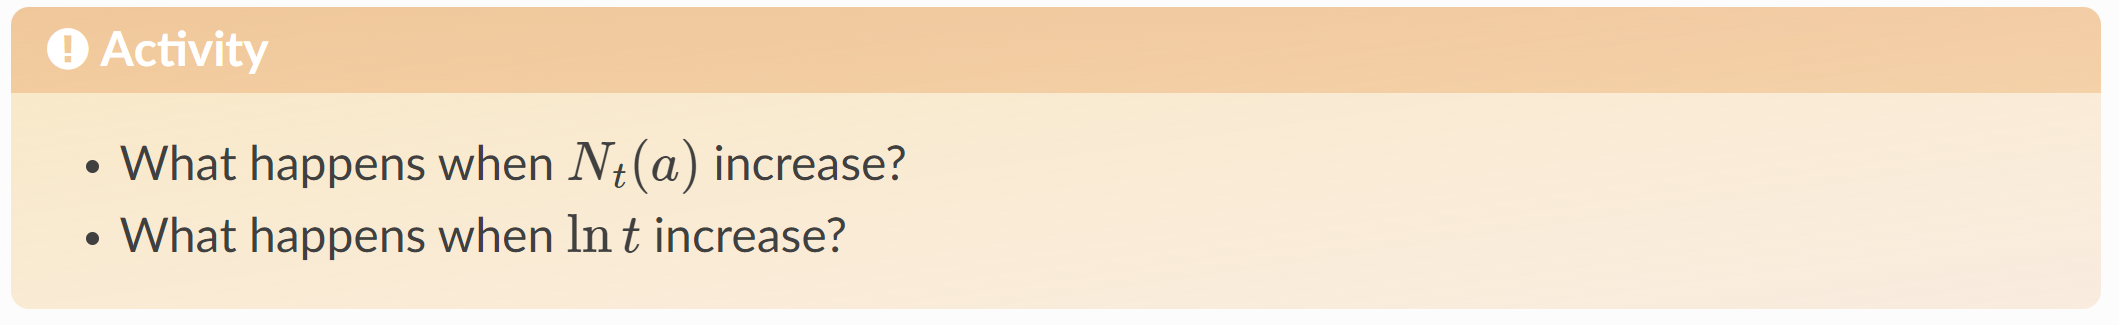 Activity
• What happens when $N_t(a)$ increase?
• What happens when $\ln t$ increase?